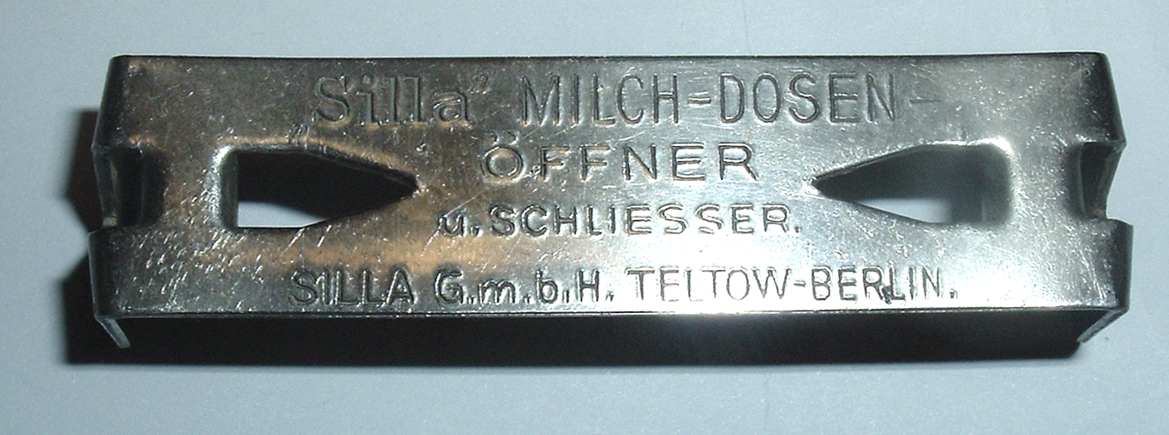 „Silla“ MILCH=DOSEN-
ÖFFNER
u. SCHLIESSER.
SILLA G.m.b.H. TELTOW-BERLIN.